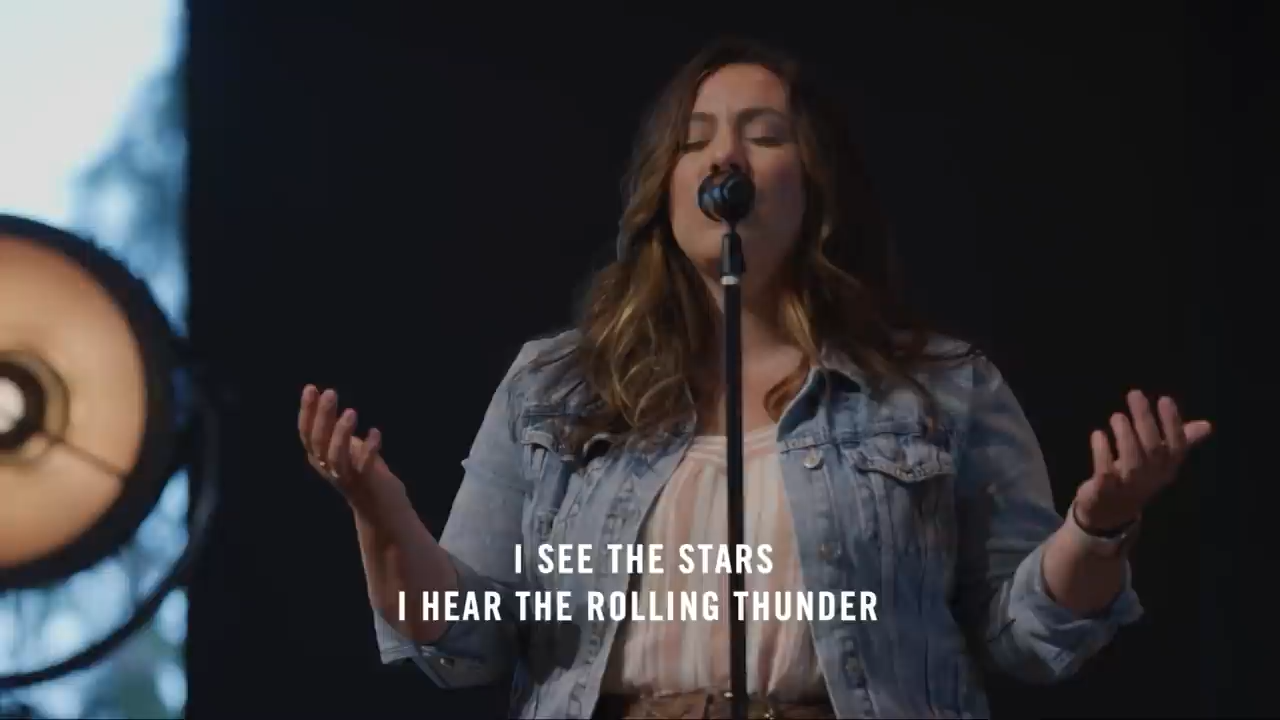 I SEE THE STARS
I HEAR THE ROLLING THUNDER